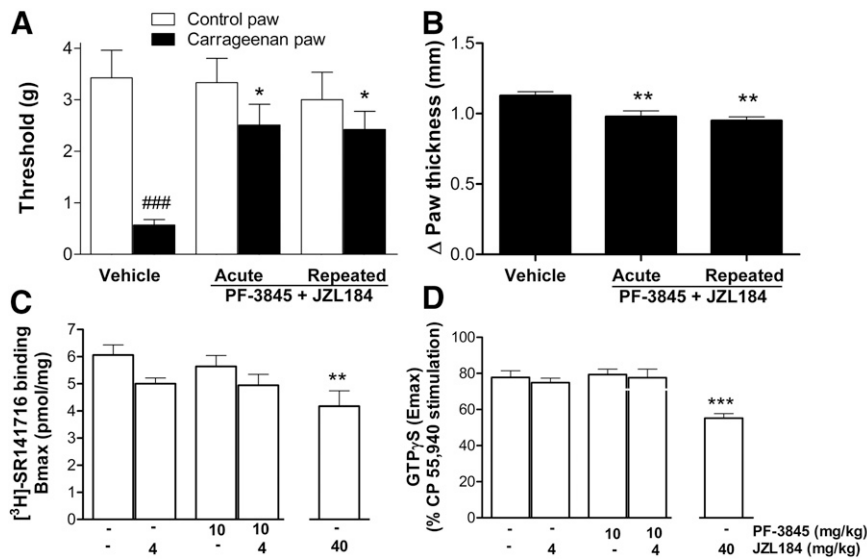 A
Control paw
Carrageenan paw
Threshold (g)
4
3
2
1
0
###
*
*
Vehicle
Acute
Repeated
PF-3845 + JZL184
B
Δ Paw thickness (mm)
1.5
1.0
0.5
0.0
**
**
Vehicle
Acute
Repeated
PF-3845 + JZL184
C
[³H]-SR141716 binding
Bmax (pmol/mg)
7
6
5
4
3
2
1
0
**
- - 10 10 -
- 4 - 4 40
D
GTPγS (Emax)
(% CP 55,940 stimulation)
100
80
60
40
20
0
***
- - 10 10 - PF-3845 (mg/kg)
- 4 - 4 40 JZL184 (mg/kg)